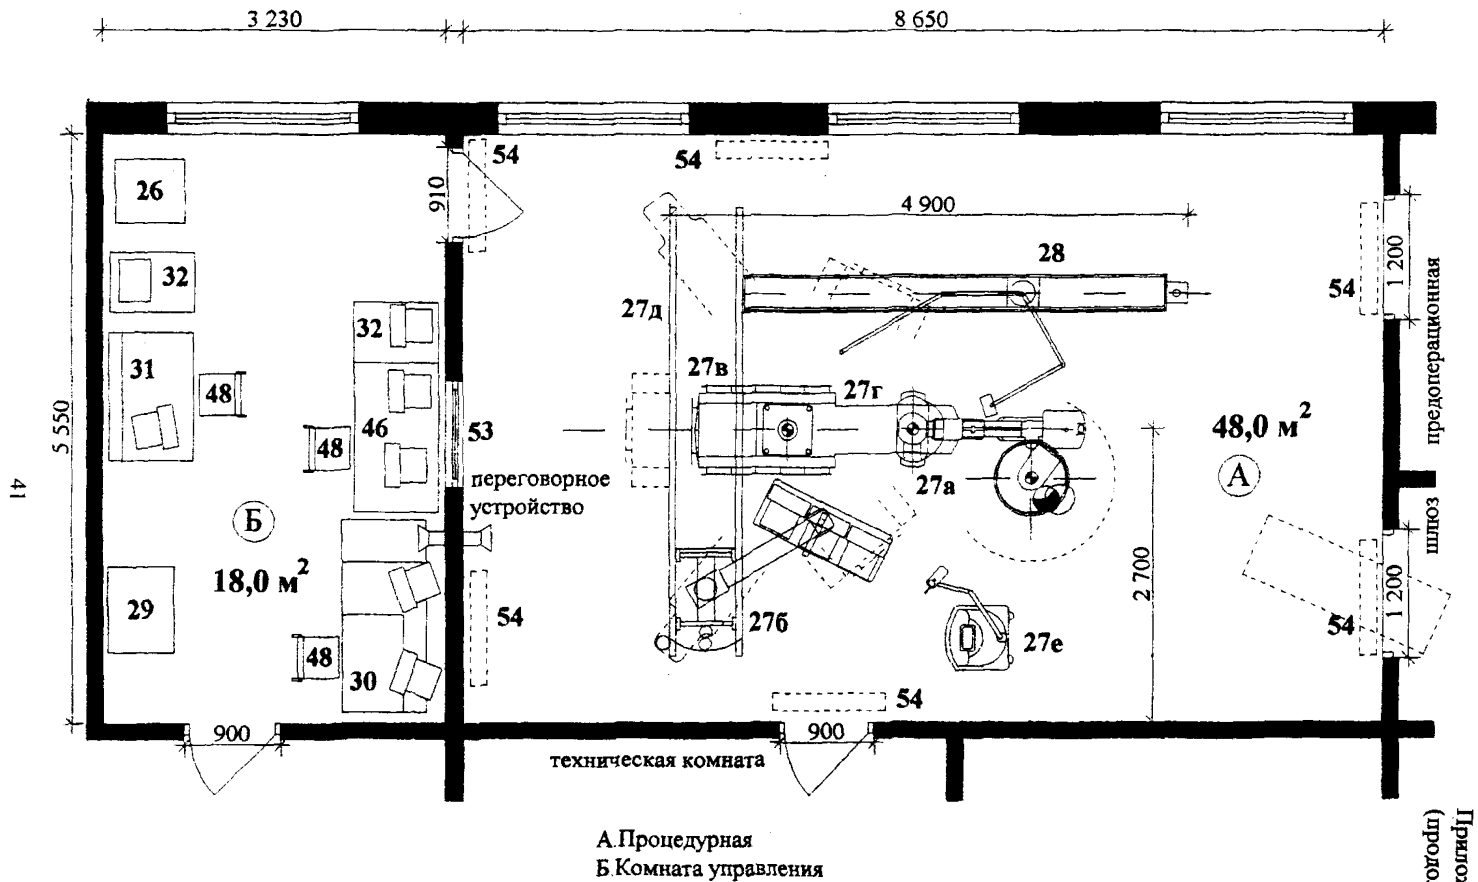 3 230
8 650
54
54
26
910
4 900
1 200
предоперационная
28
32
54
27д
32
31
27в
27г
48
5 550
48,0 м²
46
53
48
А
переговорное
устройство
27а
41
Б
шлюз
18,0 м²
2 700
1 200
29
54
27б
54
27е
48
30
54
900
900
техническая комната
А.Процедурная
Б.Комната управления